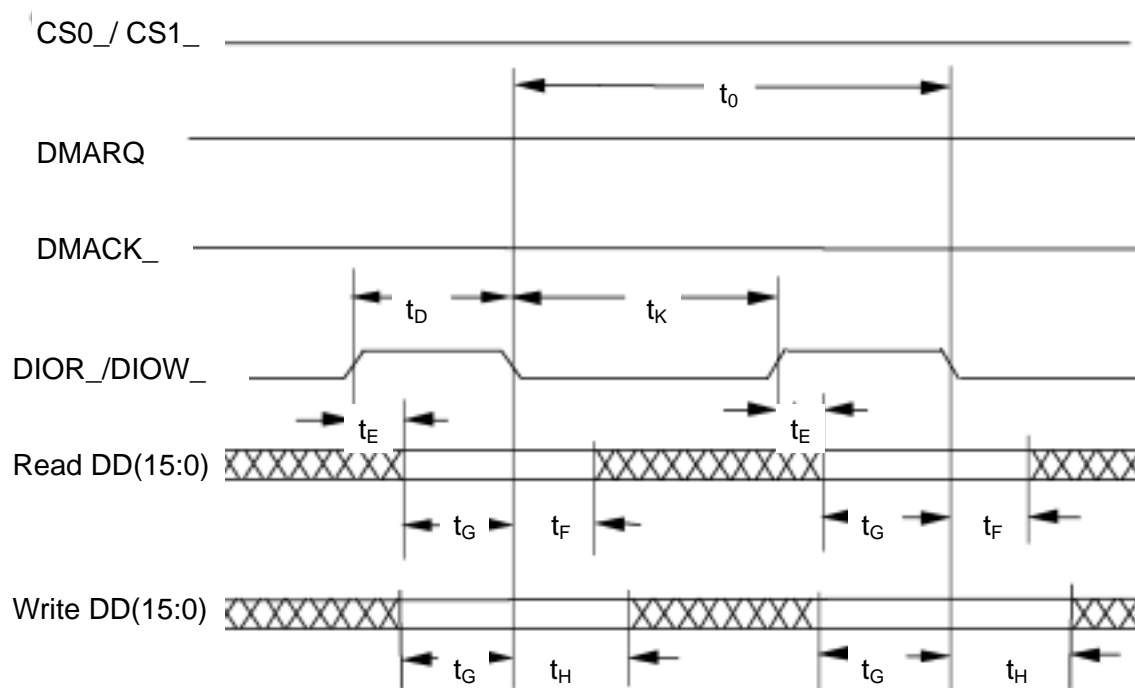 CS0_/ CS1_
t0
DMARQ
DMACK_
tD tK
DIOR_/DIOW_
tE tE
Read DD(15:0)
tG tF tG tF
Write DD(15:0)
tG tH tG tH